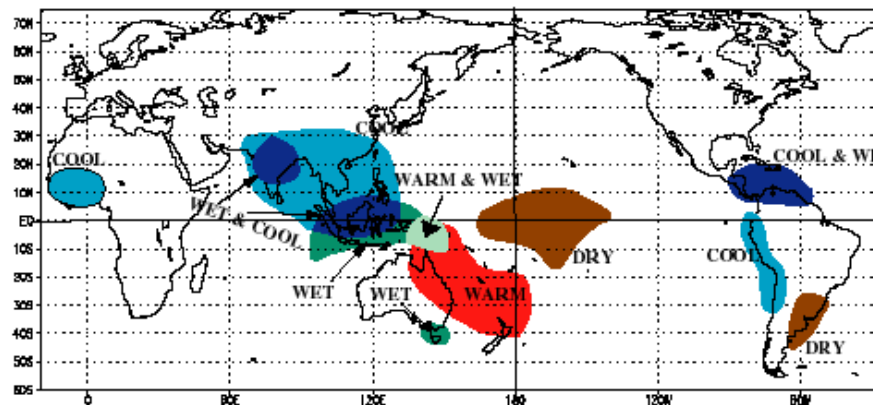 70N
60N
50N
40N
30N
20N
10N
EQ
10S
20S
30S
40S
50S
60S
COOL
COOL
COOL & WE
WARM & WET
WET & COOL
DRY
COOL
WET
WET
WARM
DRY
0
60E
120E
180
120W
60W